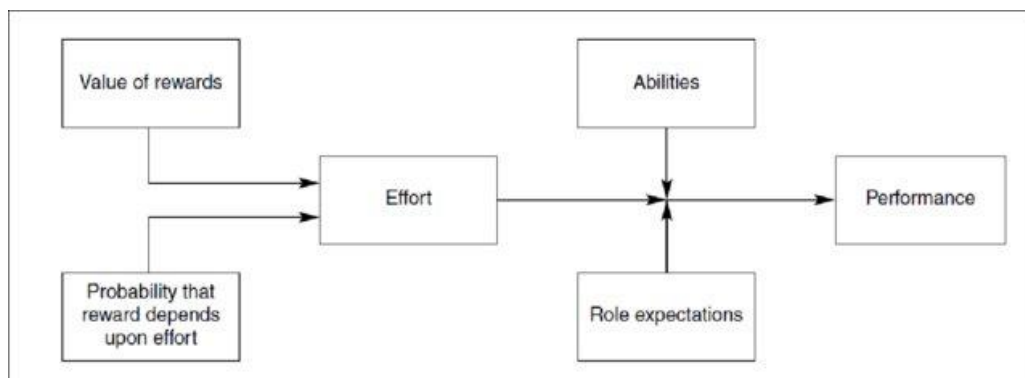 Value of rewards
Abilities
Effort
Performance
Probability that
reward depends
upon effort
Role expectations